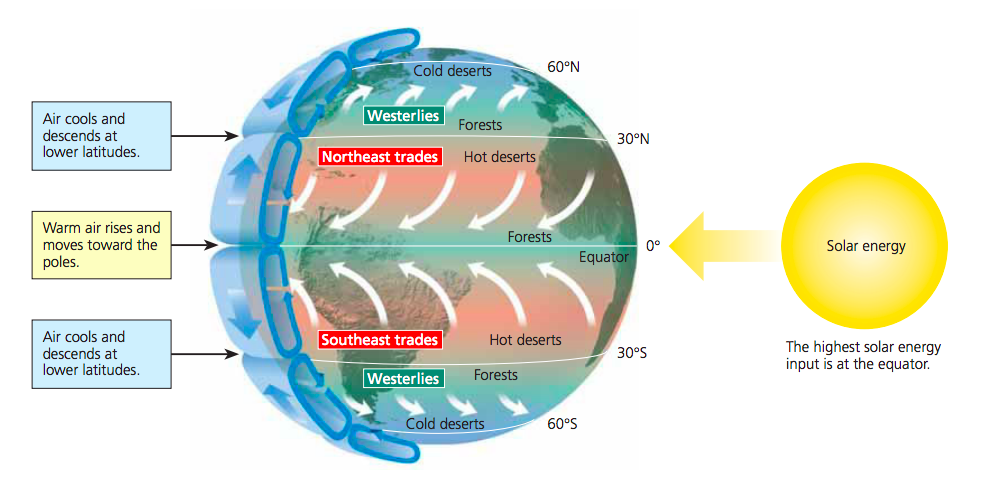 Cold deserts
60°N
Air cools and
descends at
lower latitudes.
Westerlies
Forests
30°N
Northeast trades
Hot deserts
Warm air rises and
moves toward the
poles.
Forests
0°
Equator
Solar energy
Air cools and
descends at
lower latitudes.
Southeast trades
Hot deserts
30°S
The highest solar energy
input is at the equator.
Westerlies
Forests
Cold deserts
60°S